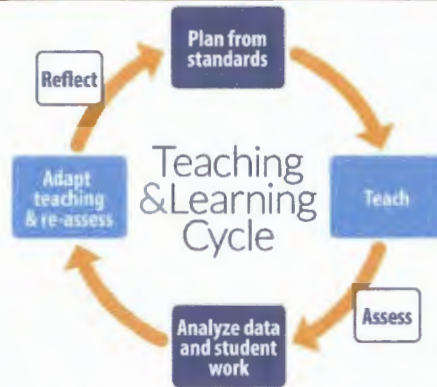 Plan from
standards
Reflect
Teaching
&Learning
Cycle
Adapt
teaching
& re-assess
Teach
Assess
Analyze data
and student
work